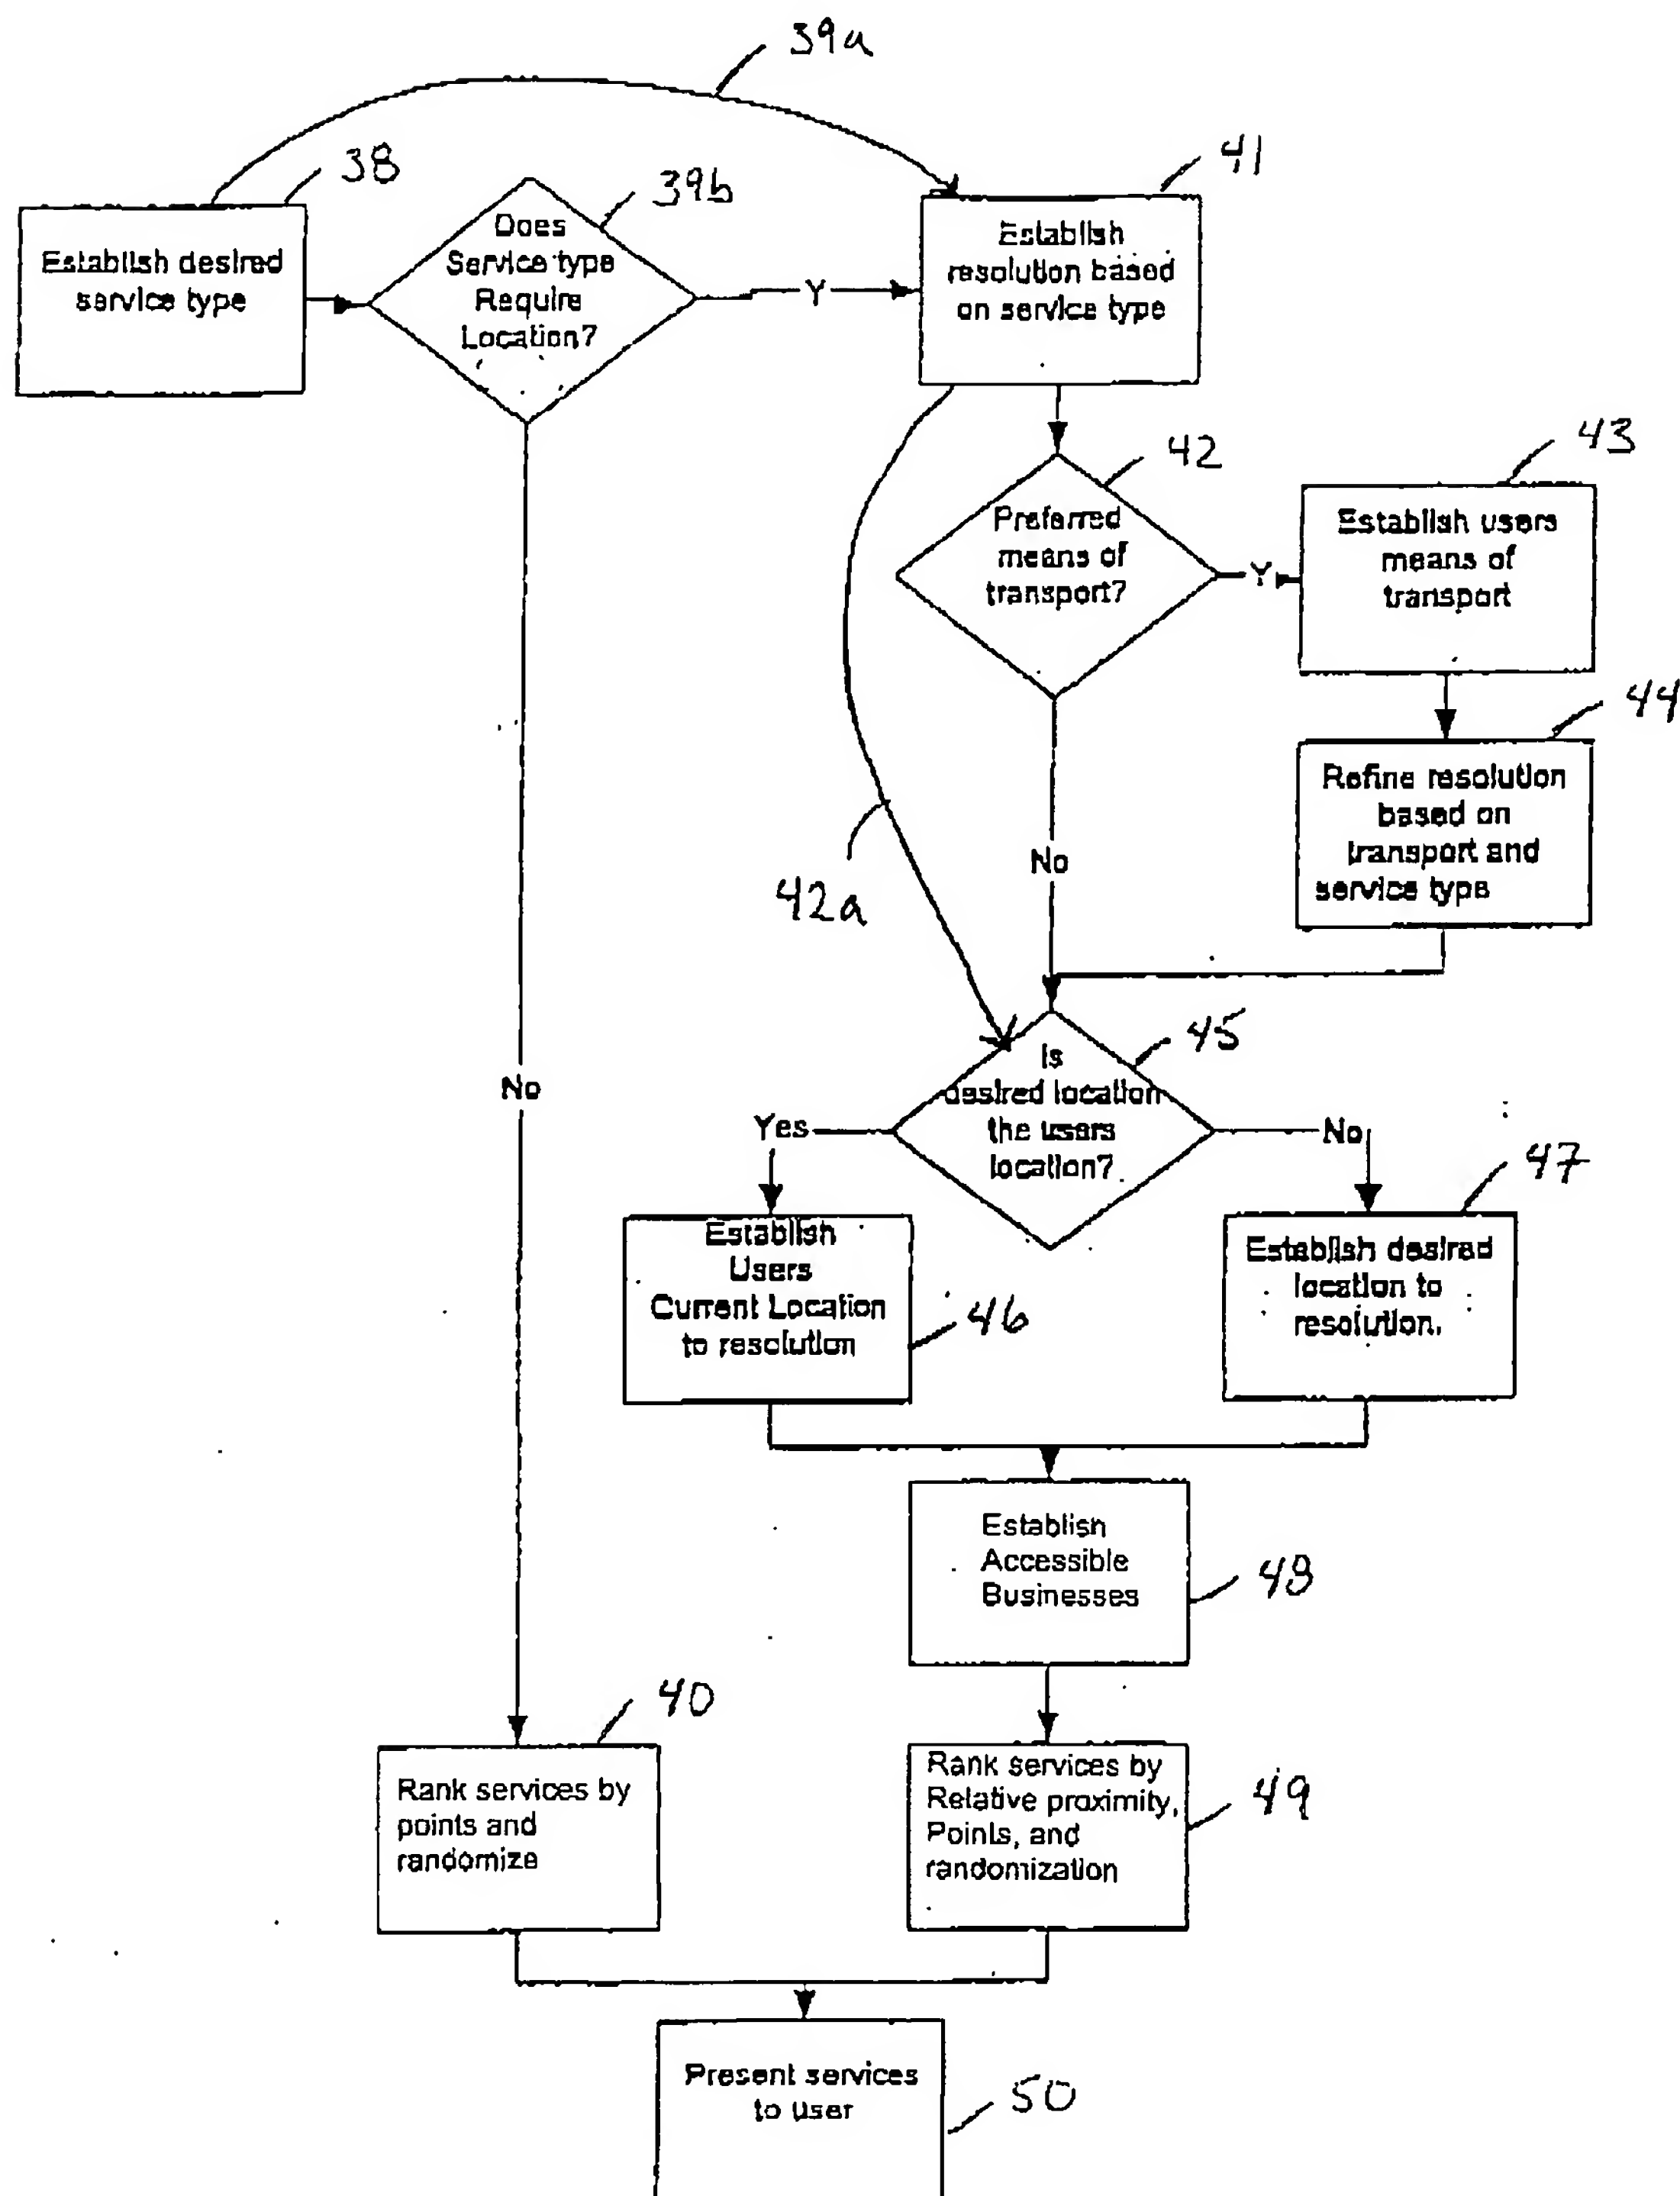 39a
38
39b
41
Establish desired
service type
Does
Service type
Require
Location?
Y
Establish
resolution based
on service type
42
43
Preferred
means of
transport?
Y
Establish users
means of
transport
44
Refine resolution
based on
transport and
service type
No
42a
45
Is
desired location
the users
location?
No
Yes
No
47
Establish
Users
Current Location
to resolution
46
Establish desired
location to
resolution.
Establish
Accessible
Businesses
48
40
Rank services by
points and
randomize
Rank services by
Relative proximity,
Points, and
randomization
49
Present services
to user
50